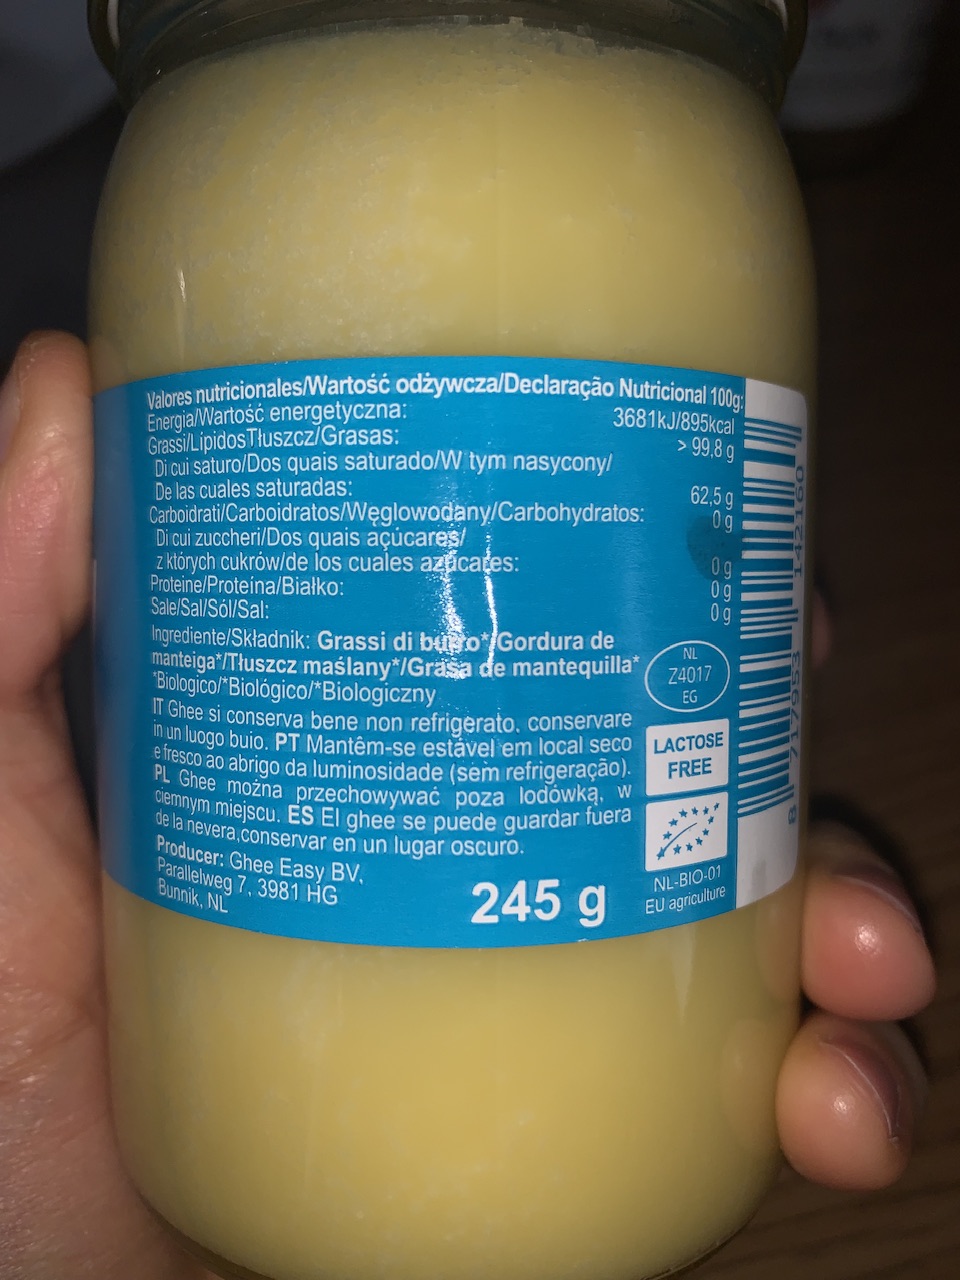 Valores nutricionales/Wartość odżywcza/Declaração Nutricional 100g:
Energia/Wartość energetyczna: 3681kJ/895kcal
Grassi/Lípidos Tłuszcz/Grasas: > 99,8 g
Di cui saturo/Dos quais saturado/W tym nasycony/
De las cuales saturadas: 62,5 g
Carboidrati/Carboidratos/Węglowodany/Carbohydratos: 0 g
Di cui zuccheri/Dos quais açúcares/
z których cukrów/de los cuales azúcares: 0 g
Proteine/Proteína/Białko: 0 g
Sale/Sal/Sól/Sal: 0 g
Ingrediente/Składnik: Grassi di burro*/Gordura de
manteiga*/Tłuszcz maślany*/Grasa de mantequilla*
*Biologico/*Biológico/*Biologiczny
IT Ghee si conserva bene non refrigerato, conservare
in un luogo buio. PT Mantêm-se estável em local seco
e fresco ao abrigo da luminosidade (sem refrigeração).
PL Ghee można przechowywać poza lodówką, w
ciemnym miejscu. ES El ghee se puede guardar fuera
de la nevera,conservar en un lugar oscuro.
Producer: Ghee Easy BV,
Parallelweg 7, 3981 HG
Bunnik, NL
245 g
NL
Z4017
EG
LACTOSE
FREE
NL-BIO-01
EU agriculture
8 717953 142160